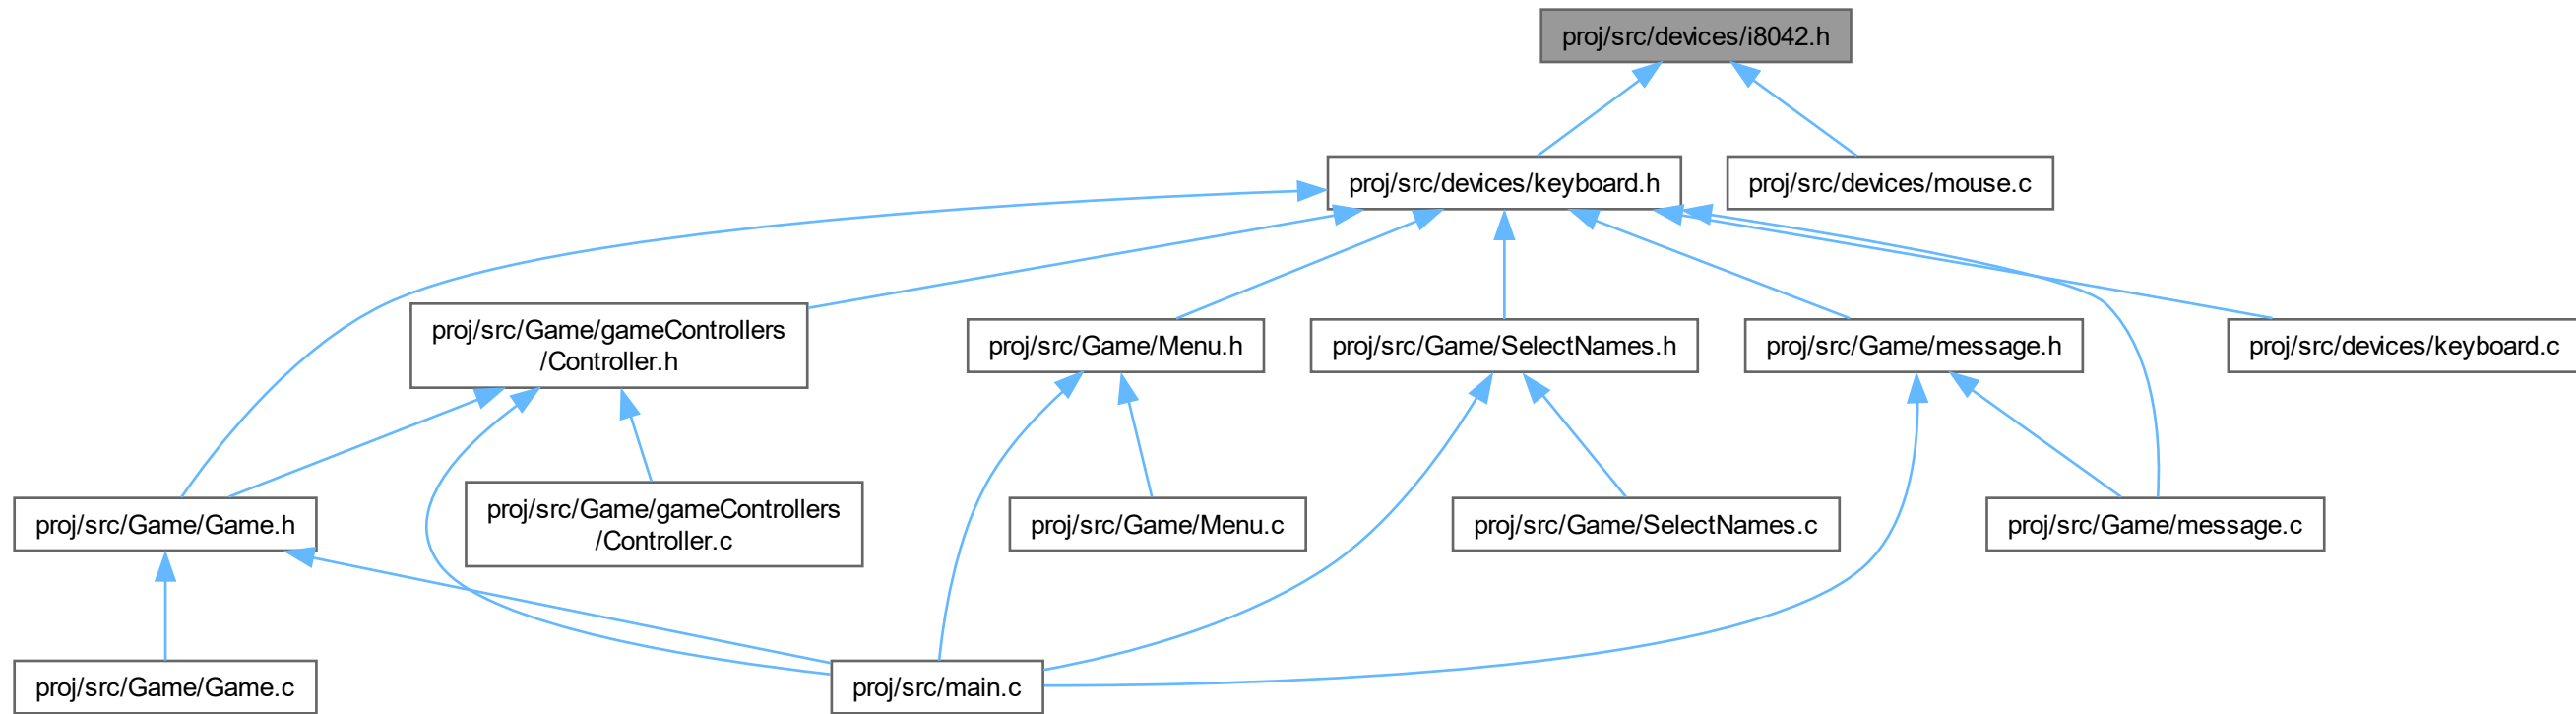 proj/src/devices/i8042.h
proj/src/devices/keyboard.h
proj/src/devices/mouse.c
proj/src/Game/gameControllers
/Controller.h
proj/src/Game/Menu.h
proj/src/Game/SelectNames.h
proj/src/Game/message.h
proj/src/devices/keyboard.c
proj/src/Game/Game.h
proj/src/Game/gameControllers
/Controller.c
proj/src/Game/Menu.c
proj/src/Game/SelectNames.c
proj/src/Game/message.c
proj/src/Game/Game.c
proj/src/main.c